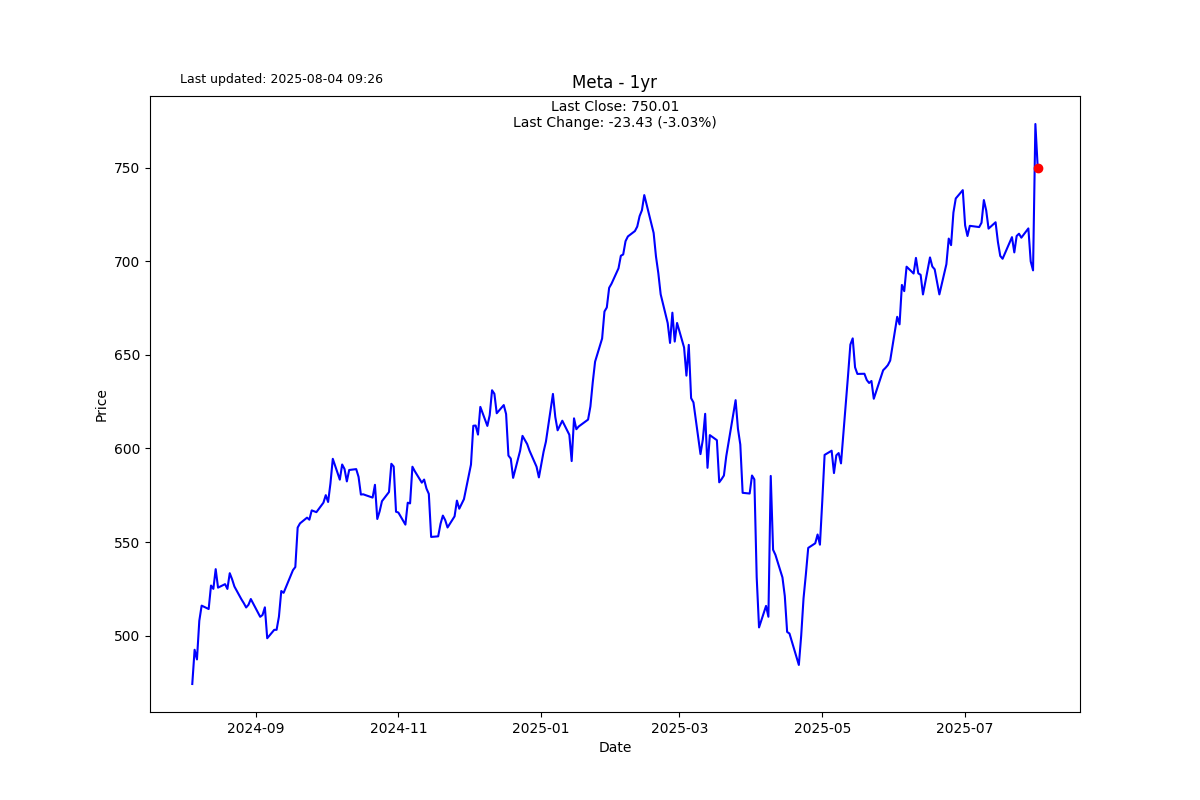 Last updated: 2025-08-04 09:26
Meta - 1yr
Last Close: 750.01
Last Change: -23.43 (-3.03%)
750
700
650
600
550
500
Price
2024-09
2024-11
2025-01
2025-03
2025-05
2025-07
Date